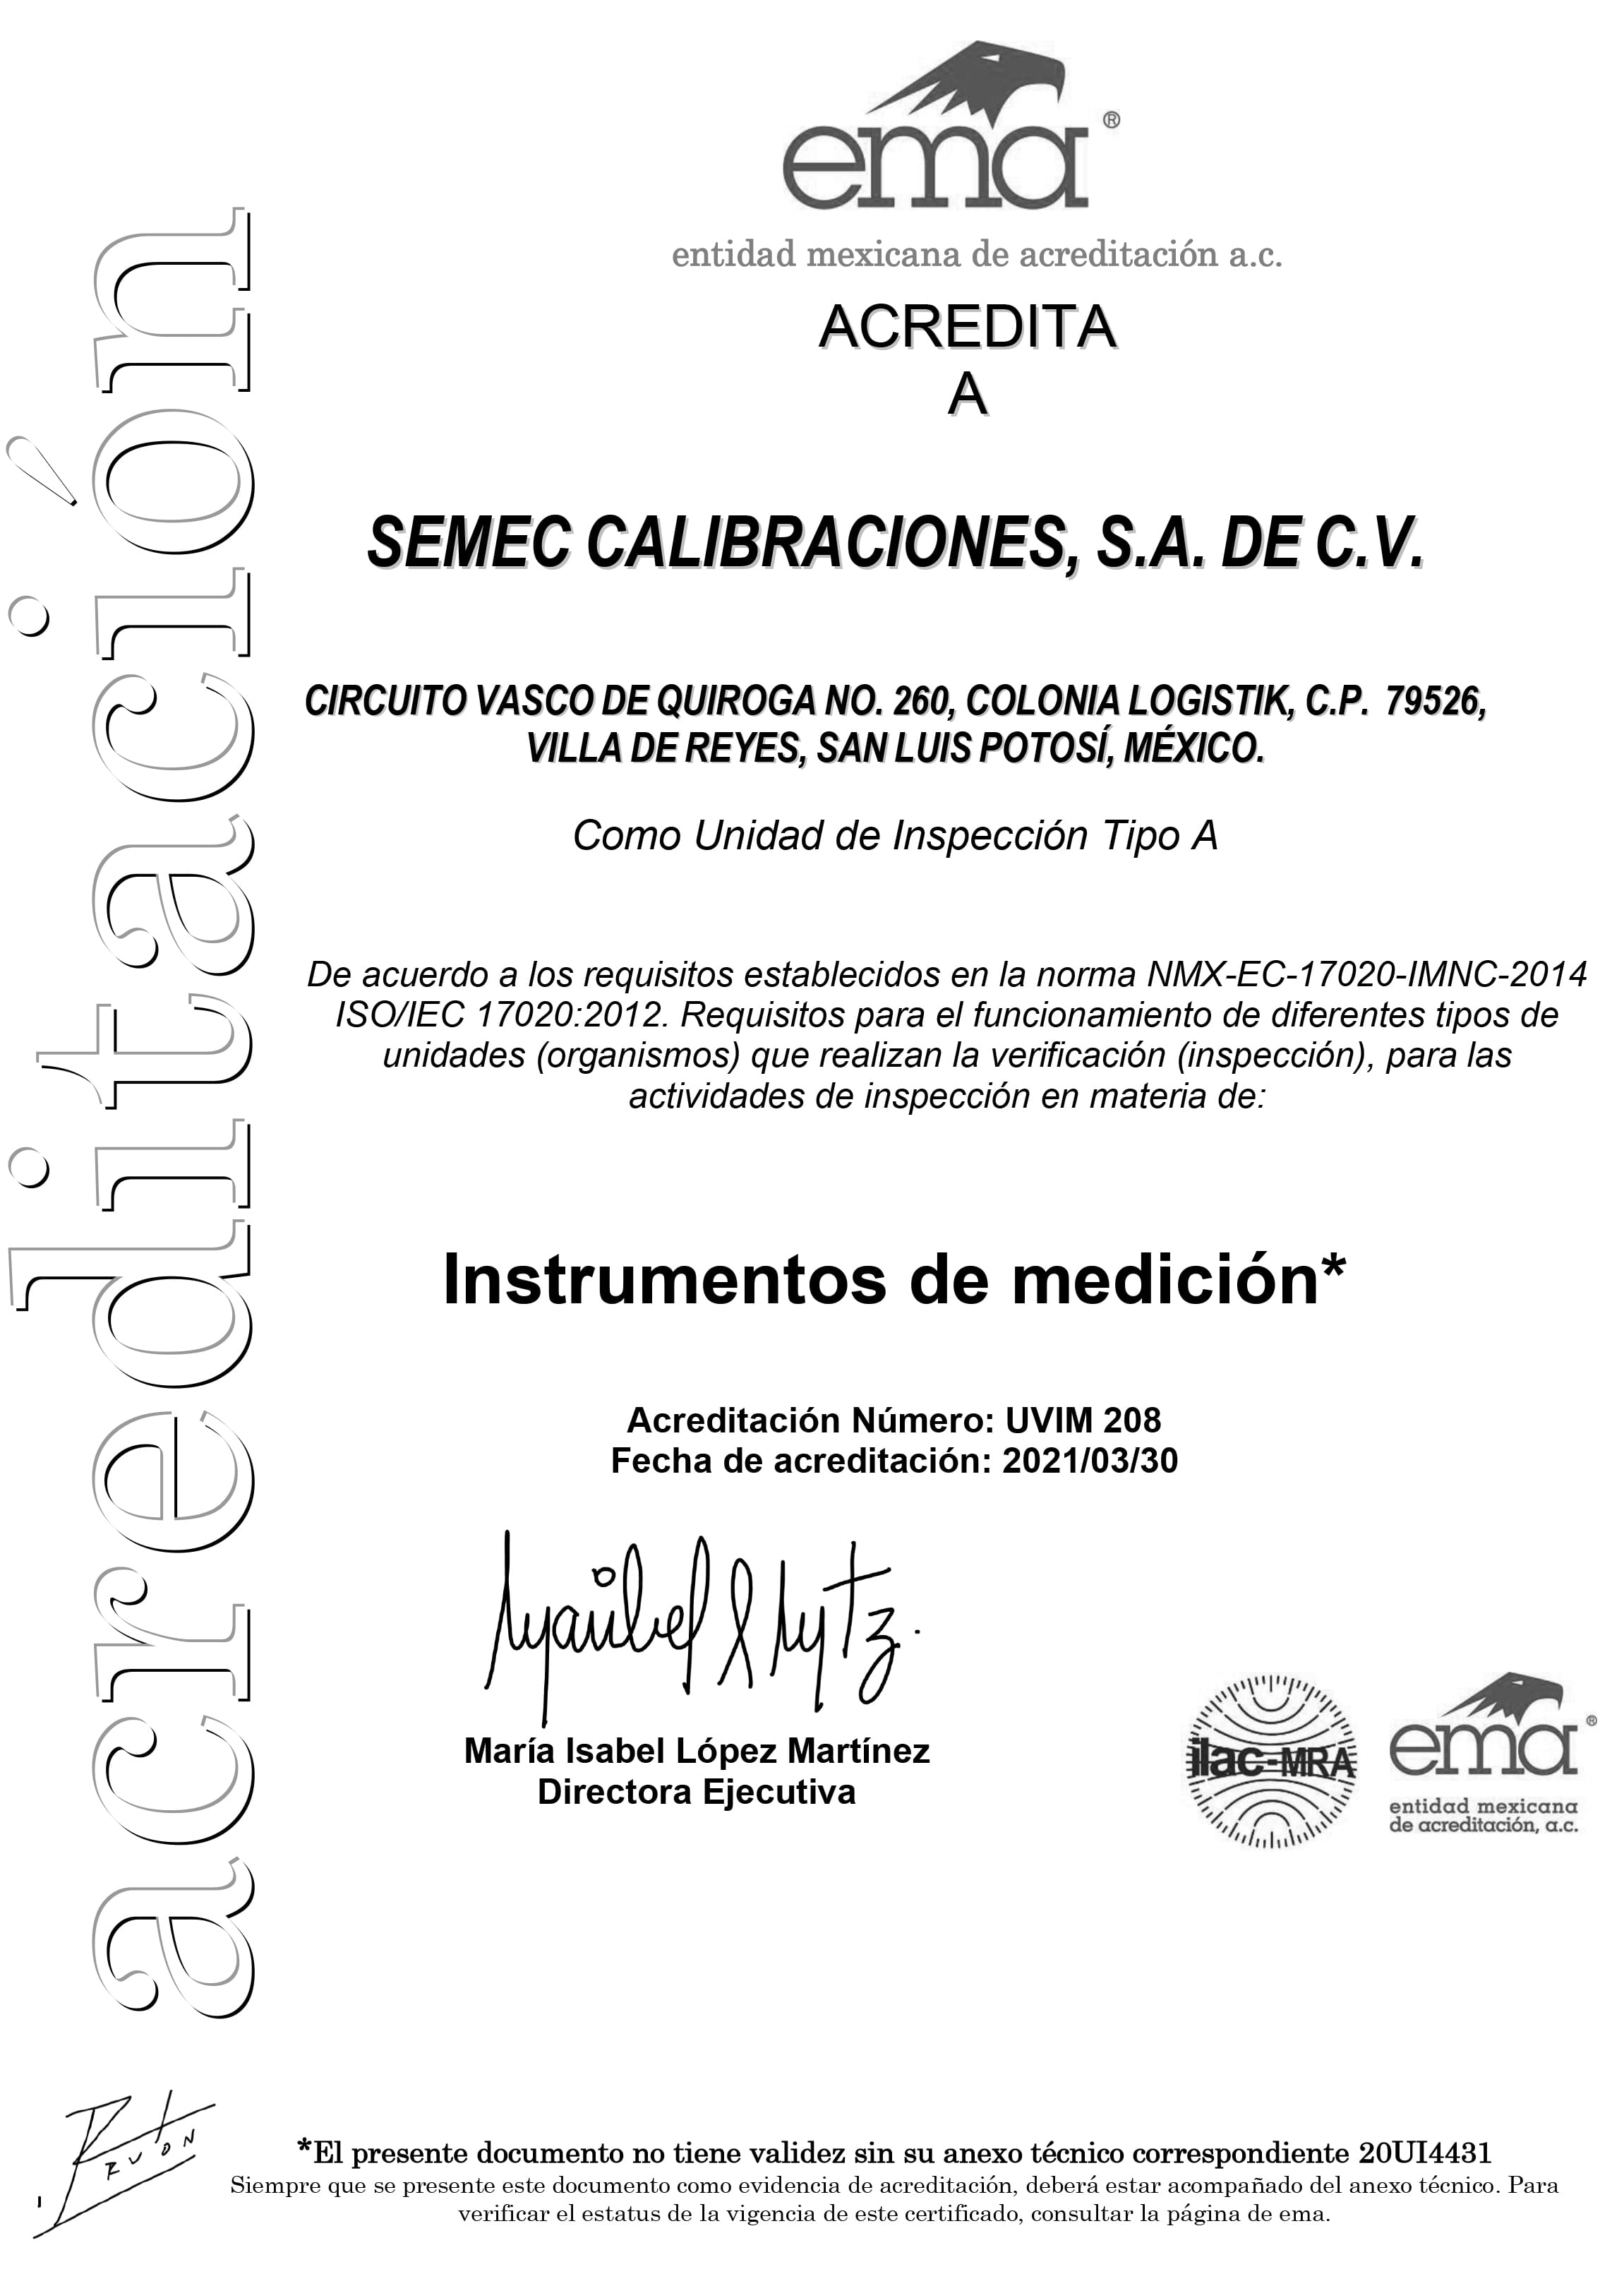 acreditación
ema®
entidad mexicana de acreditación a.c.
ACREDITA
A
SEMEC CALIBRACIONES, S.A. DE C.V.
CIRCUITO VASCO DE QUIROGA NO. 260, COLONIA LOGISTIK, C.P. 79526,
VILLA DE REYES, SAN LUIS POTOSÍ, MÉXICO.
Como Unidad de Inspección Tipo A
De acuerdo a los requisitos establecidos en la norma NMX-EC-17020-IMNC-2014
ISO/IEC 17020:2012. Requisitos para el funcionamiento de diferentes tipos de
unidades (organismos) que realizan la verificación (inspección), para las
actividades de inspección en materia de:
Instrumentos de medición*
Acreditación Número: UVIM 208
Fecha de acreditación: 2021/03/30
María Isabel López Martínez
Directora Ejecutiva
ilac-MRA
ema®
entidad mexicana
de acreditación, a.c.
*El presente documento no tiene validez sin su anexo técnico correspondiente 20UI4431
Siempre que se presente este documento como evidencia de acreditación, deberá estar acompañado del anexo técnico. Para
verificar el estatus de la vigencia de este certificado, consultar la página de ema.